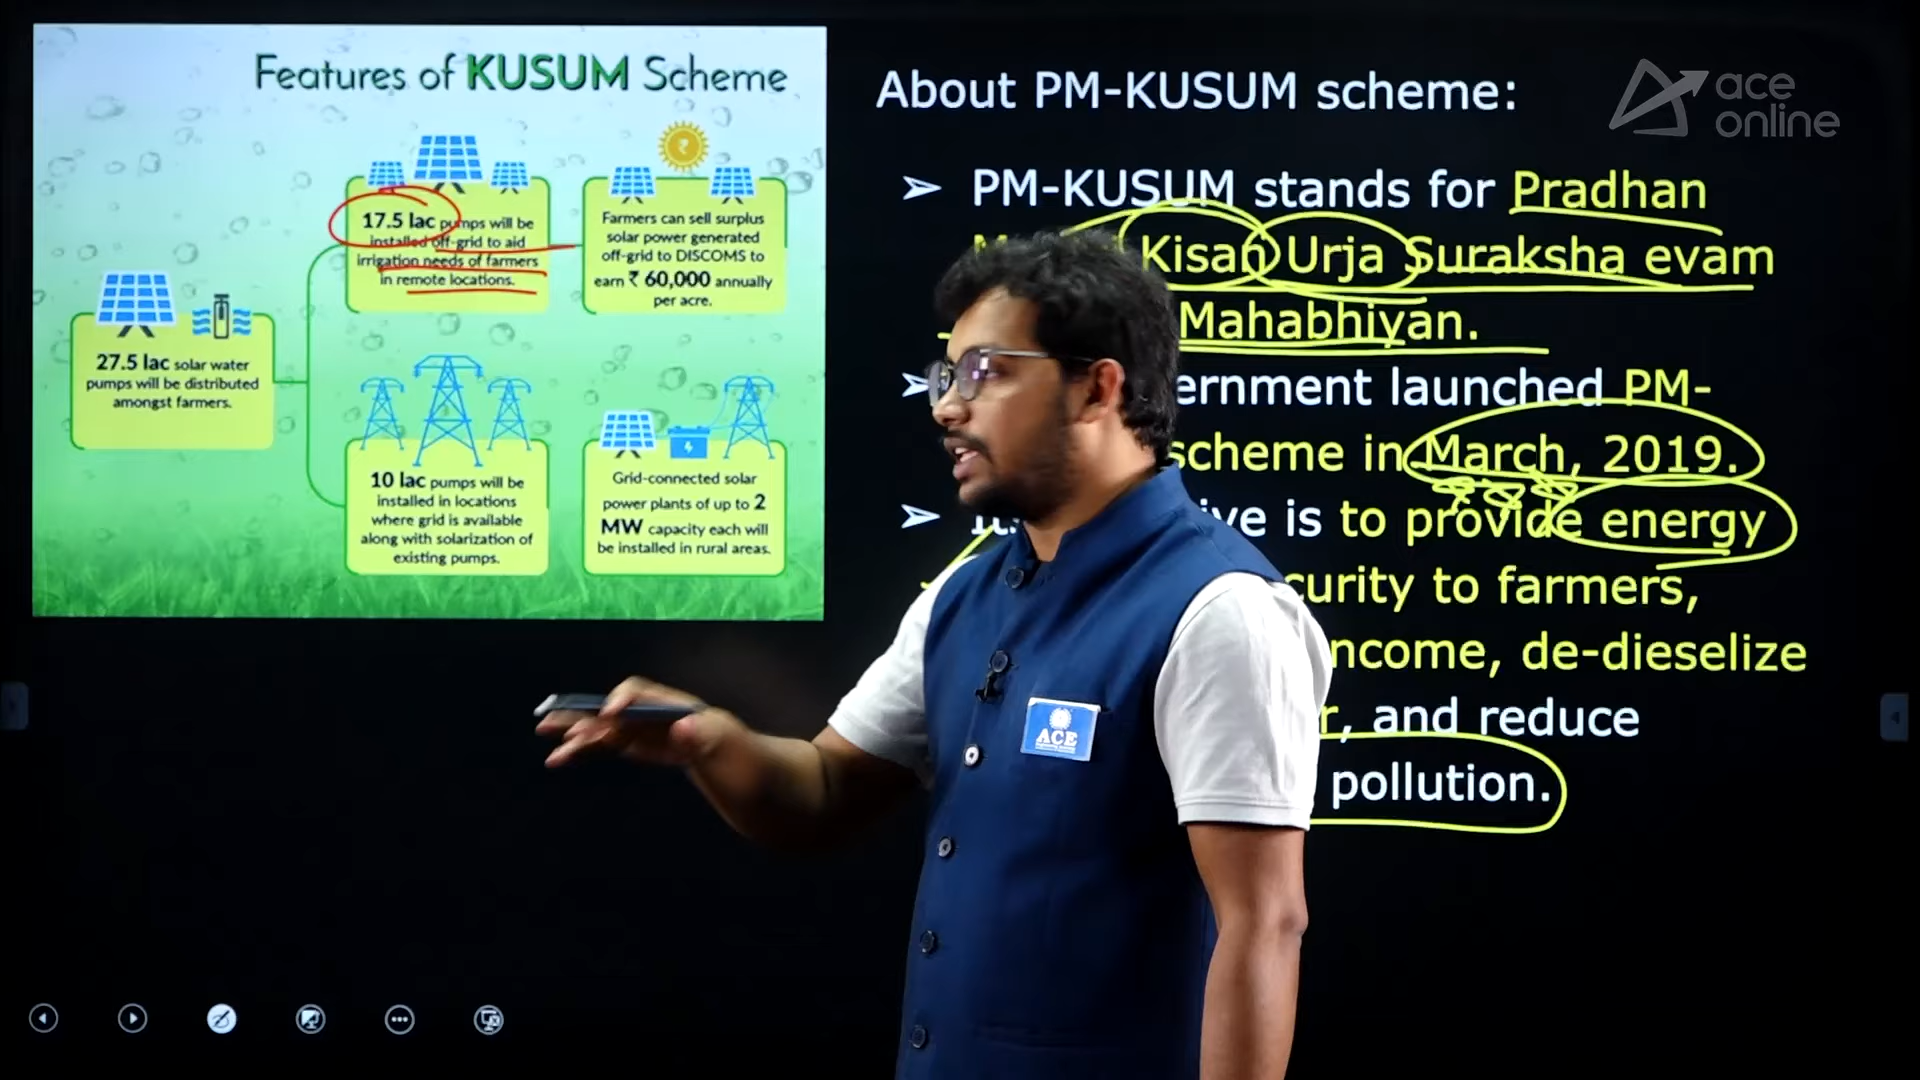 Features of KUSUM Scheme
17.5 lac pumps will be
installed off-grid to aid
irrigation needs of farmers
in remote locations.
Farmers can sell surplus
solar power generated
off-grid to DISCOMS to
earn ₹ 60,000 annually
per acre.
27.5 lac solar water
pumps will be distributed
amongst farmers.
10 lac pumps will be
installed in locations
where grid is available
along with solarization of
existing pumps.
Grid-connected solar
power plants of up to 2
MW capacity each will
be installed in rural areas.
About PM-KUSUM scheme:
ace
online
➢ PM-KUSUM stands for Pradhan
Kisan Urja Suraksha evam
Mahabhiyan.
➢ ernment launched PM-
scheme in March, 2019.
➢ ive is to provide energy
curity to farmers,
ncome, de-dieselize
r, and reduce
pollution.
ACE